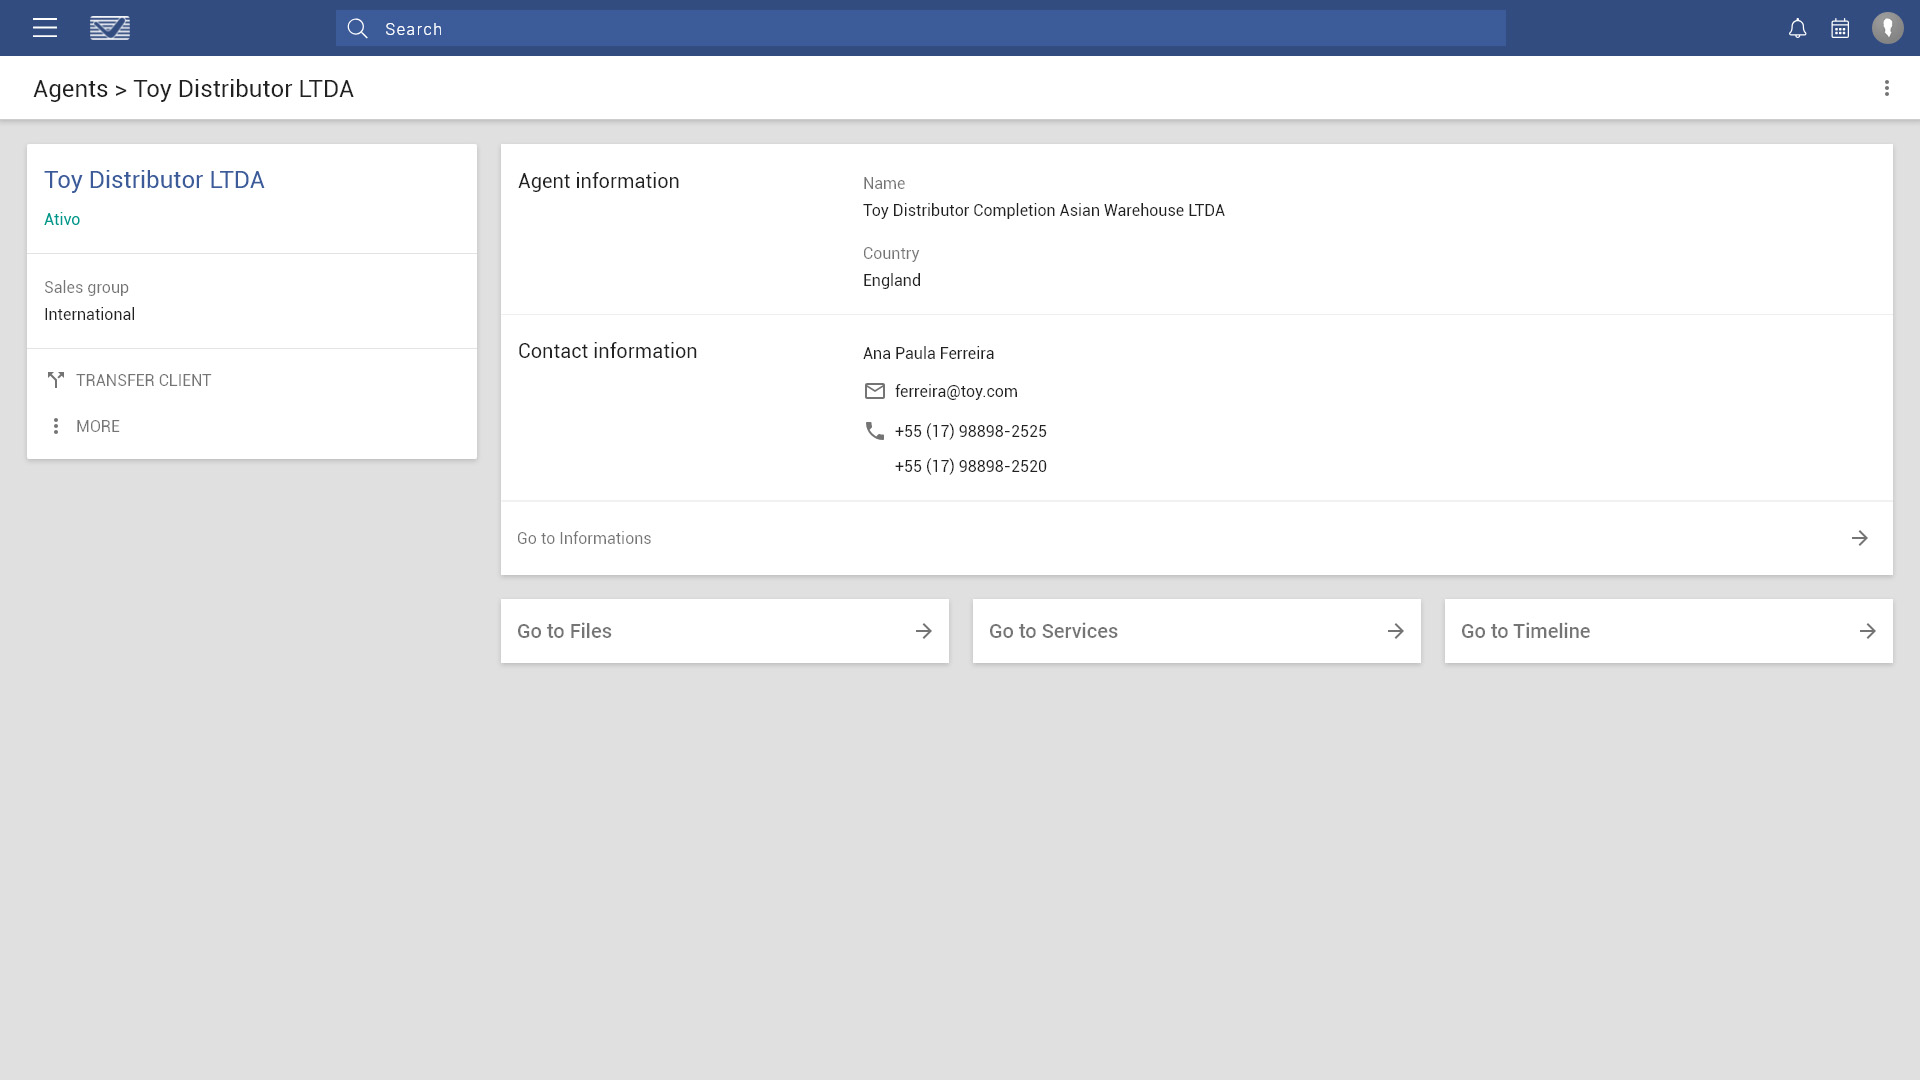 Search
Agents > Toy Distributor LTDA
Toy Distributor LTDA
Ativo
Sales group
International
TRANSFER CLIENT
MORE
Agent information
Name
Toy Distributor Completion Asian Warehouse LTDA
Country
England
Contact information
Ana Paula Ferreira
ferreira@toy.com
+55 (17) 98898-2525
+55 (17) 98898-2520
Go to Informations
Go to Files
Go to Services
Go to Timeline